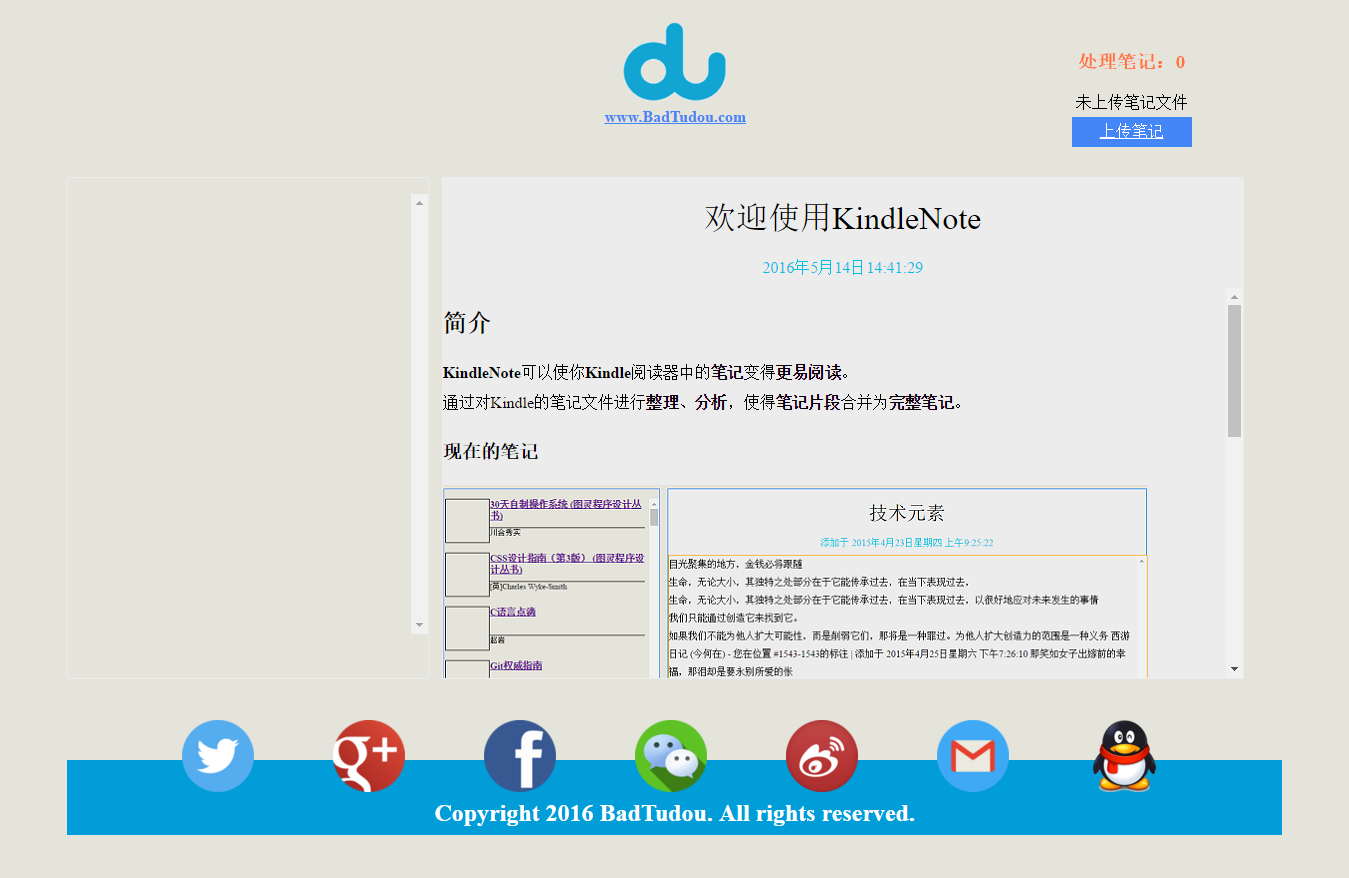 www.BadTudou.com
处理笔记：0
未上传笔记文件
上传笔记
欢迎使用KindleNote
2016年5月14日14:41:29
简介
KindleNote可以使你Kindle阅读器中的笔记变得更易阅读。
通过对Kindle的笔记文件进行整理、分析，使得笔记片段合并为完整笔记。
现在的笔记
30天自制操作系统 (图灵程序设计丛
书)
川谷秀实
CSS设计指南（第3版） (图灵程序设
计丛书)
[英]Charles Wyke-Smith
C语言点滴
赵岩
Git权威指南
技术元素
添加于 2015年4月23日星期四 上午9:25:22
目光聚集的地方，金钱必将跟随
生命，无论大小，其独特之处部分在于它能传承过去，在当下表现过去，
生命，无论大小，其独特之处部分在于它能传承过去，在当下表现过去，以很好地应对未来发生的事情
我们只能通过创造它来找到它。
如果我们不能为他人扩大可能性，而是削弱它们，那将是一种罪过。为他人扩大创造力的范围是一种义务 西游
日记 (今何在) - 您在位置 #1543-1543的标注 | 添加于 2015年4月25日星期六 下午7:26:10 那笑如女子出嫁前的幸
福，那泪却是要永别所爱的张
Copyright 2016 BadTudou. All rights reserved.